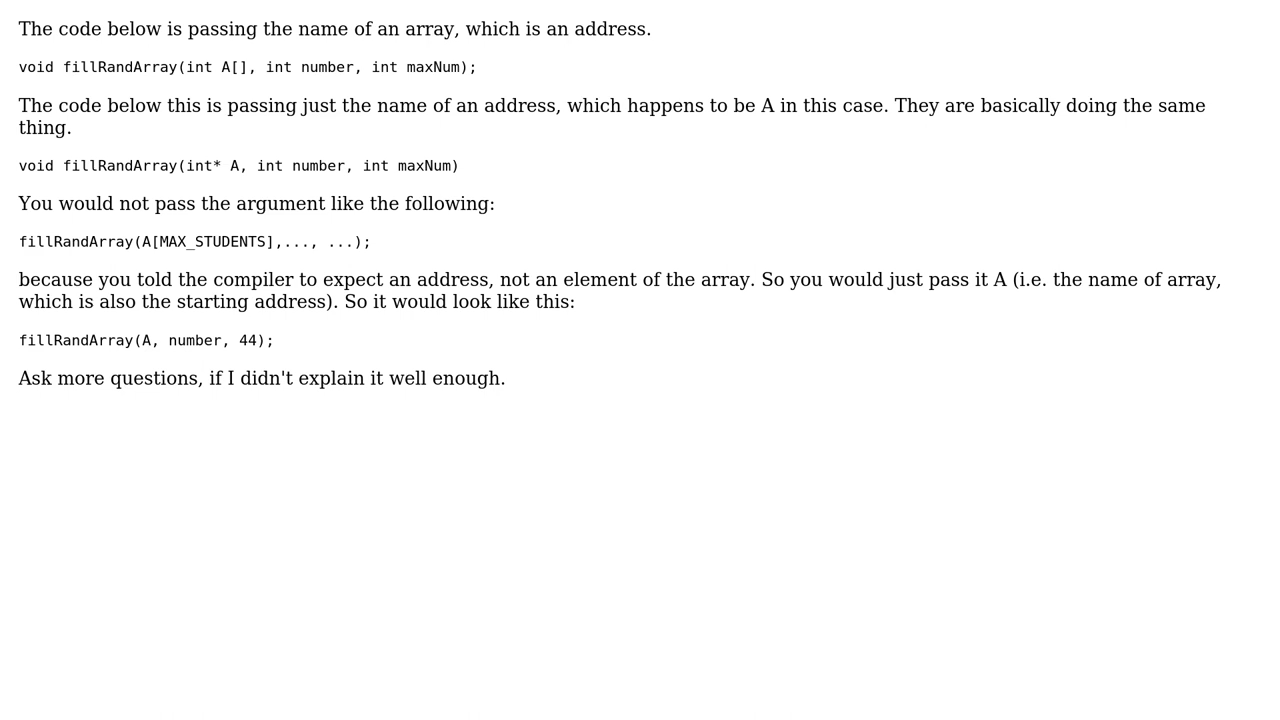 The code below is passing the name of an array, which is an address.
void fillRandArray(int A[], int number, int maxNum);
The code below this is passing just the name of an address, which happens to be A in this case. They are basically doing the same
thing.
void fillRandArray(int* A, int number, int maxNum)
You would not pass the argument like the following:
fillRandArray(A[MAX_STUDENTS],..., ...);
because you told the compiler to expect an address, not an element of the array. So you would just pass it A (i.e. the name of array,
which is also the starting address). So it would look like this:
fillRandArray(A, number, 44);
Ask more questions, if I didn't explain it well enough.